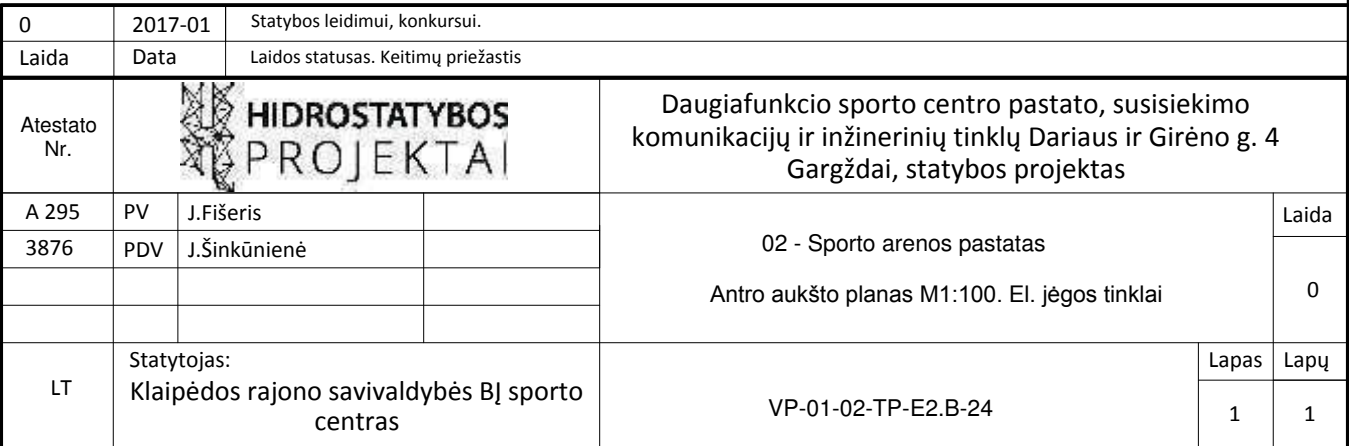 0 2017-01 Statybos leidimui, konkursui.
Laida Data Laidos statusas. Keitimų priežastis
Atestato
Nr.
HIDROSTATYBOS
PROJEKTAI
Daugiafunkcio sporto centro pastato, susisiekimo
komunikacijų ir inžinerinių tinklų Dariaus ir Girėno g. 4
Gargždai, statybos projektas
A 295 PV J.Fišeris
3876 PDV J.Šinkūnienė
02 - Sporto arenos pastatas
Antro aukšto planas M1:100. El. jėgos tinklai
Laida
0
LT
Statytojas:
Klaipėdos rajono savivaldybės BĮ sporto
centras
VP-01-02-TP-E2.B-24
Lapas Lapų
1 1